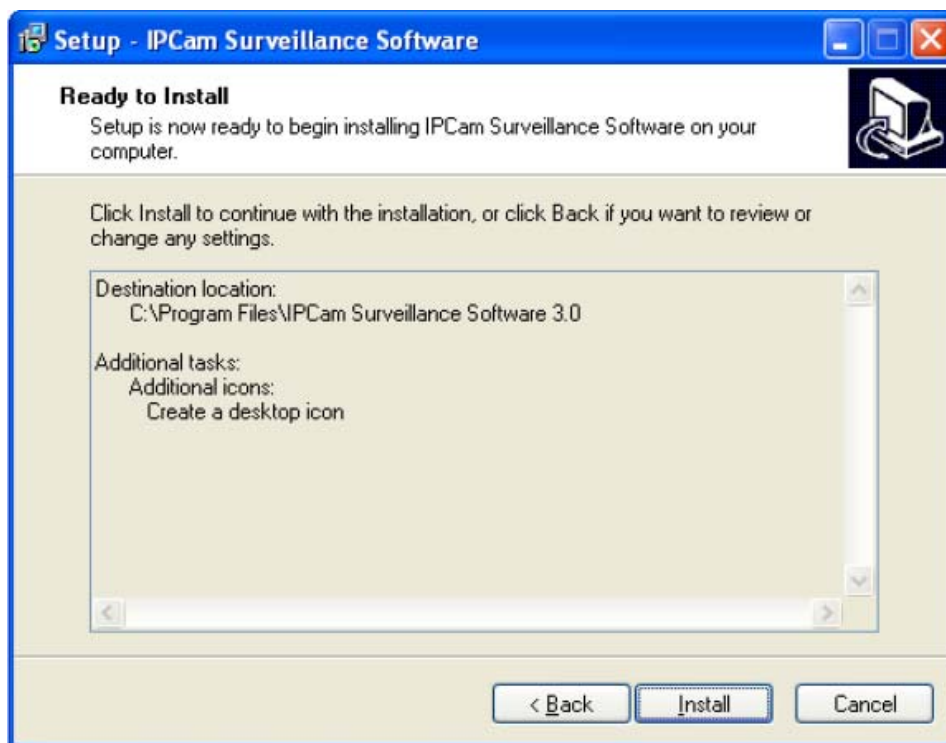 Setup - IPCam Surveillance Software
Ready to Install
Setup is now ready to begin installing IPCam Surveillance Software on your
computer.
Click Install to continue with the installation, or click Back if you want to review or
change any settings.
Destination location:
C:\Program Files\IPCam Surveillance Software 3.0
Additional tasks:
Additional icons:
Create a desktop icon
< Back
Install
Cancel